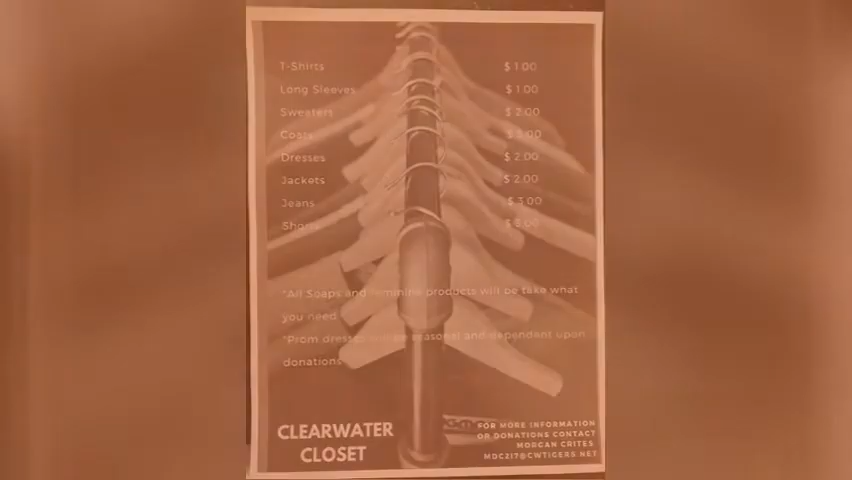 T-Shirts $1.00
Long Sleeves $1.00
Sweaters $2.00
Coats $5.00
Dresses $2.00
Jackets $2.00
Jeans $3.00
Shoes
*All Soaps and feminine products will be take what
you need
*Prom dresses are seasonal and dependent upon
donations
CLEARWATER
CLOSET
FOR MORE INFORMATION
OR DONATIONS CONTACT
MORGAN CRITES
MDC217@CWTIGERS.NET